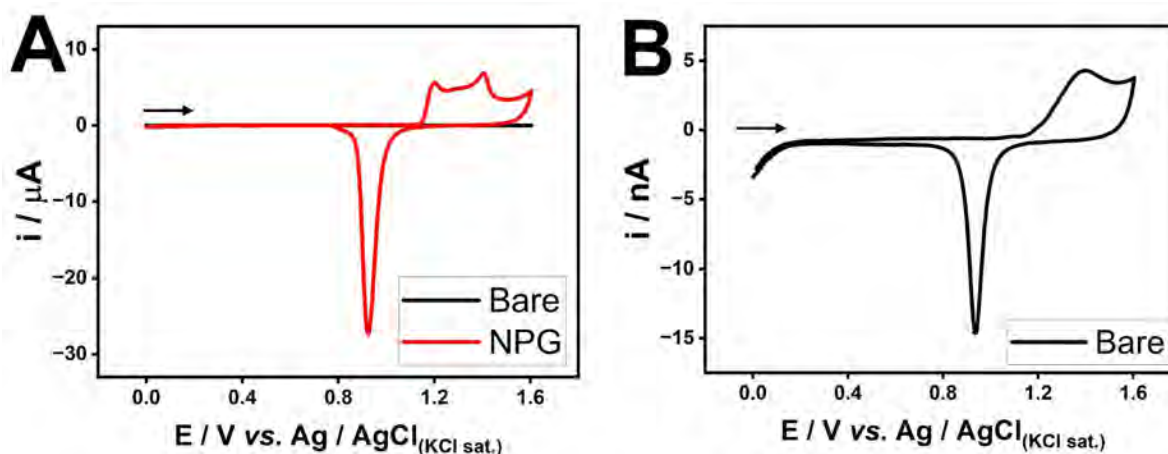 A
10
0
−10
−20
−30
i / μA
0.0 0.4 0.8 1.2 1.6
E / V vs. Ag / AgCl(KCl sat.)
Bare
NPG
B
5
0
−5
−10
−15
i / nA
0.0 0.4 0.8 1.2 1.6
E / V vs. Ag / AgCl(KCl sat.)
Bare